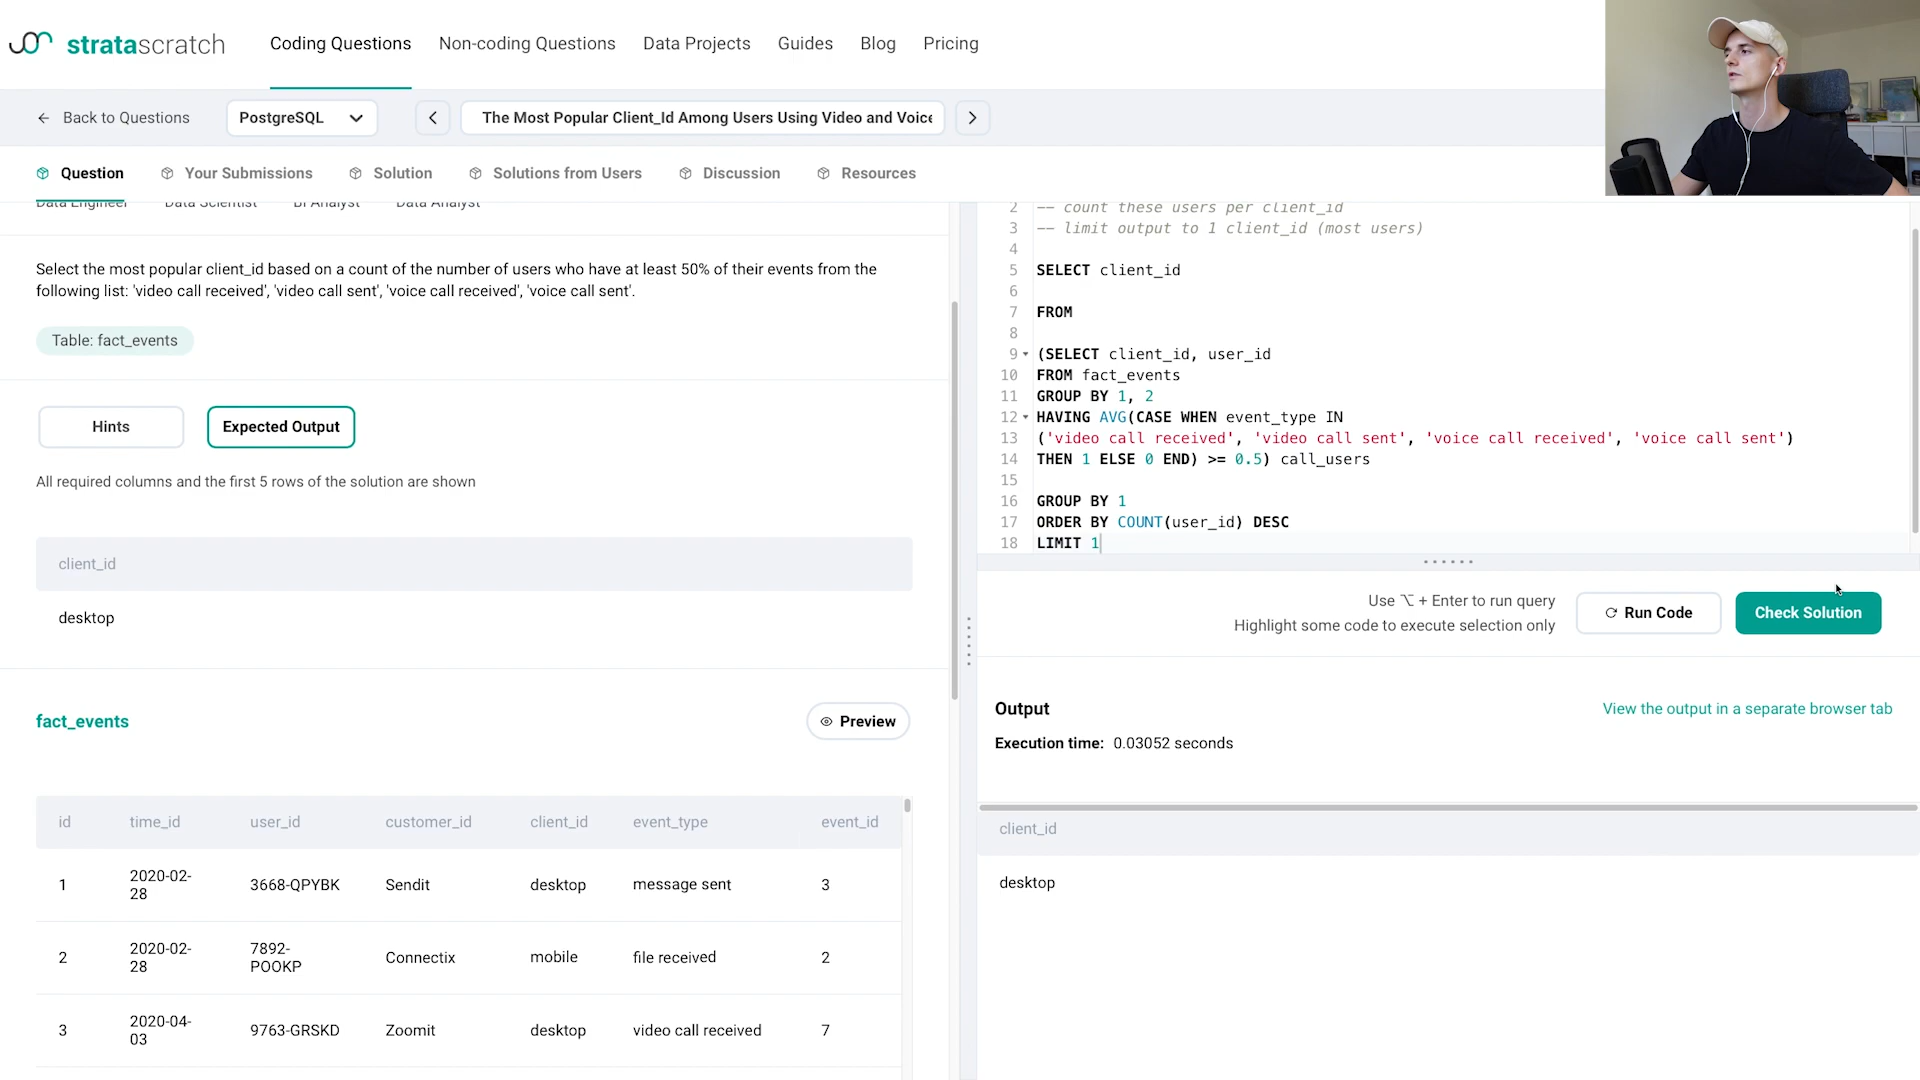 stratascratch
Coding Questions
Non-coding Questions
Data Projects
Guides
Blog
Pricing
Back to Questions
PostgreSQL
The Most Popular Client_Id Among Users Using Video and Voice
Question
Your Submissions
Solution
Solutions from Users
Discussion
Resources
Data Engineer
Data Scientist
BI Analyst
Data Analyst
Select the most popular client_id based on a count of the number of users who have at least 50% of their events from the
following list: 'video call received', 'video call sent', 'voice call received', 'voice call sent'.
Table: fact_events
Hints
Expected Output
All required columns and the first 5 rows of the solution are shown
client_id
desktop
fact_events
Preview
id time_id user_id customer_id client_id event_type event_id
1 2020-02-28 3668-QPYBK Sendit desktop message sent 3
2 2020-02-28 7892-POOKP Connectix mobile file received 2
3 2020-04-03 9763-GRSKD Zoomit desktop video call received 7
2 -- count these users per client_id
3 -- limit output to 1 client_id (most users)
4
5 SELECT client_id
6
7 FROM
8
9 (SELECT client_id, user_id
10 FROM fact_events
11 GROUP BY 1, 2
12 HAVING AVG(CASE WHEN event_type IN
13 ('video call received', 'video call sent', 'voice call received', 'voice call sent')
14 THEN 1 ELSE 0 END) >= 0.5) call_users
15
16 GROUP BY 1
17 ORDER BY COUNT(user_id) DESC
18 LIMIT 1
Use ⌥ + Enter to run query
Highlight some code to execute selection only
Run Code
Check Solution
Output
View the output in a separate browser tab
Execution time: 0.03052 seconds
client_id
desktop